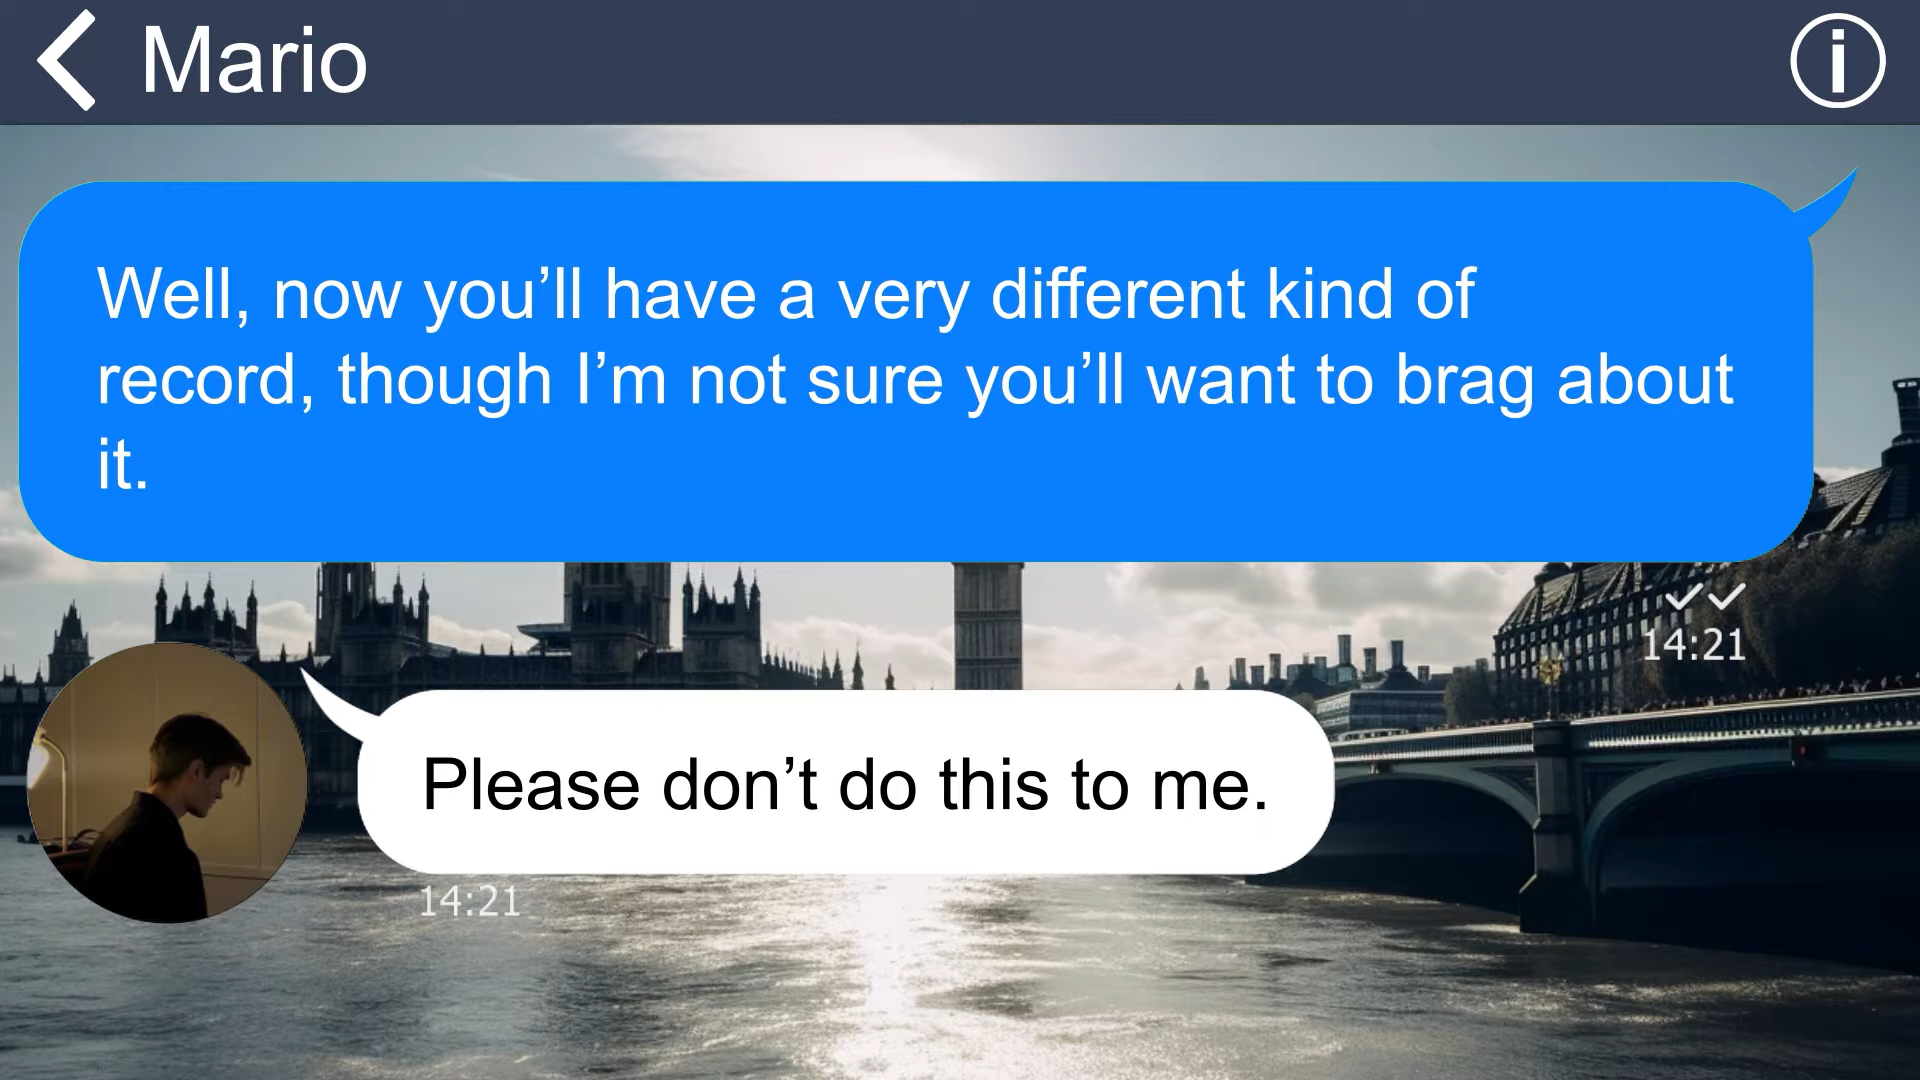 Mario
Well, now you’ll have a very different kind of
record, though I’m not sure you’ll want to brag about
it.
14:21
Please don’t do this to me.
14:21